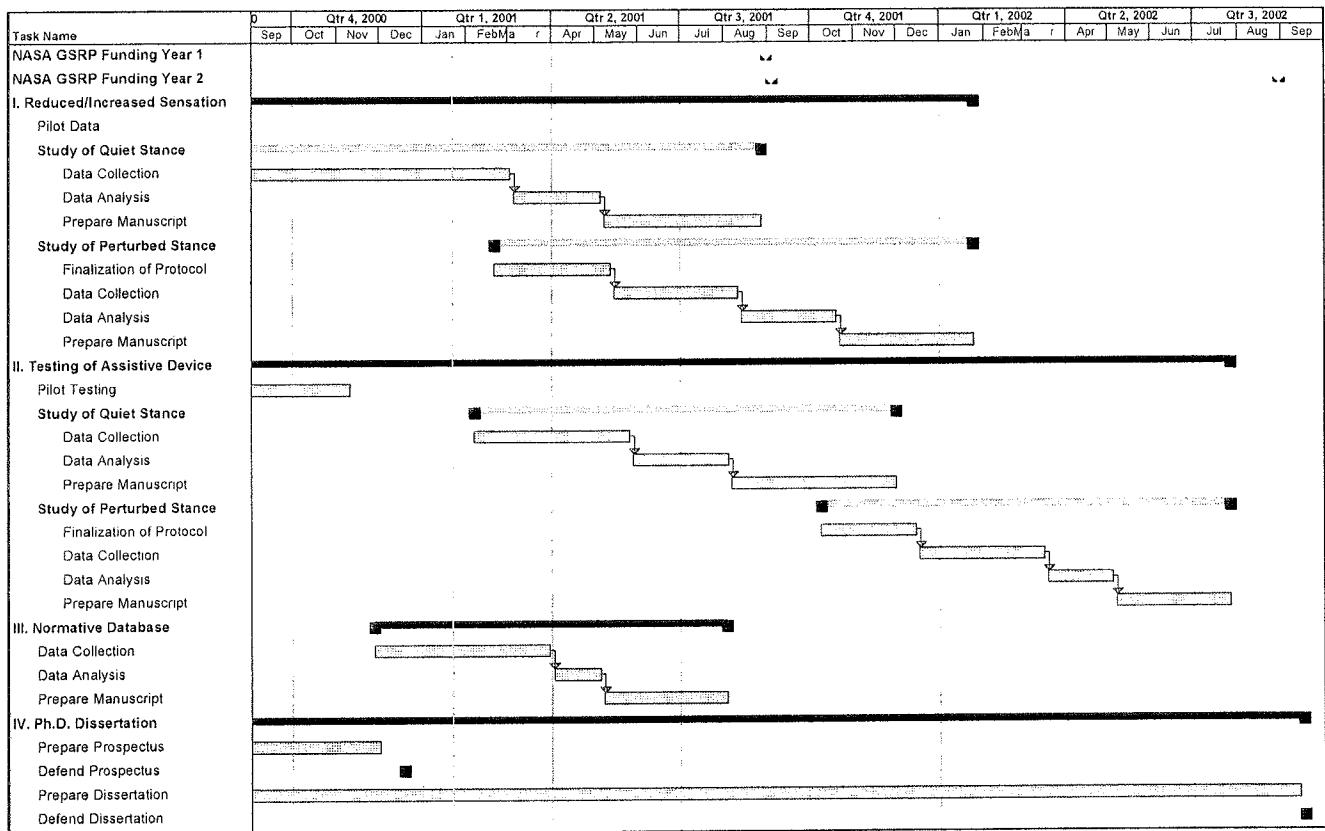 0 Qtr 4, 2000 Qtr 1, 2001 Qtr 2, 2001 Qtr 3, 2001 Qtr 4, 2001 Qtr 1, 2002 Qtr 2, 2002 Qtr 3, 2002
Task Name Sep Oct Nov Dec Jan FebMa r Apr May Jun Jul Aug Sep Oct Nov Dec Jan FebMa r Apr May Jun Jul Aug Sep
NASA GSRP Funding Year 1
NASA GSRP Funding Year 2
I. Reduced/Increased Sensation
Pilot Data
Study of Quiet Stance
Data Collection
Data Analysis
Prepare Manuscript
Study of Perturbed Stance
Finalization of Protocol
Data Collection
Data Analysis
Prepare Manuscript
II. Testing of Assistive Device
Pilot Testing
Study of Quiet Stance
Data Collection
Data Analysis
Prepare Manuscript
Study of Perturbed Stance
Finalization of Protocol
Data Collection
Data Analysis
Prepare Manuscript
III. Normative Database
Data Collection
Data Analysis
Prepare Manuscript
IV. Ph.D. Dissertation
Prepare Prospectus
Defend Prospectus
Prepare Dissertation
Defend Dissertation